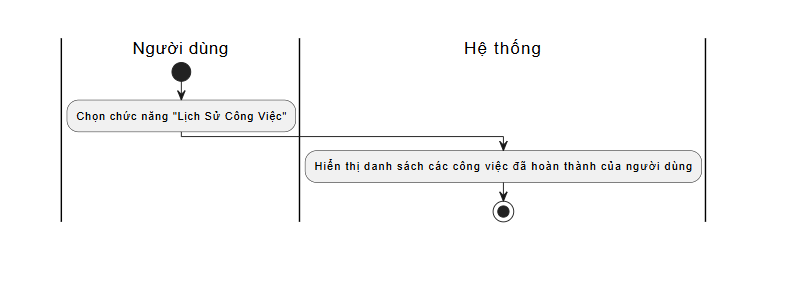 Người dùng
Hệ thống
Chọn chức năng "Lịch Sử Công Việc"
Hiển thị danh sách các công việc đã hoàn thành của người dùng